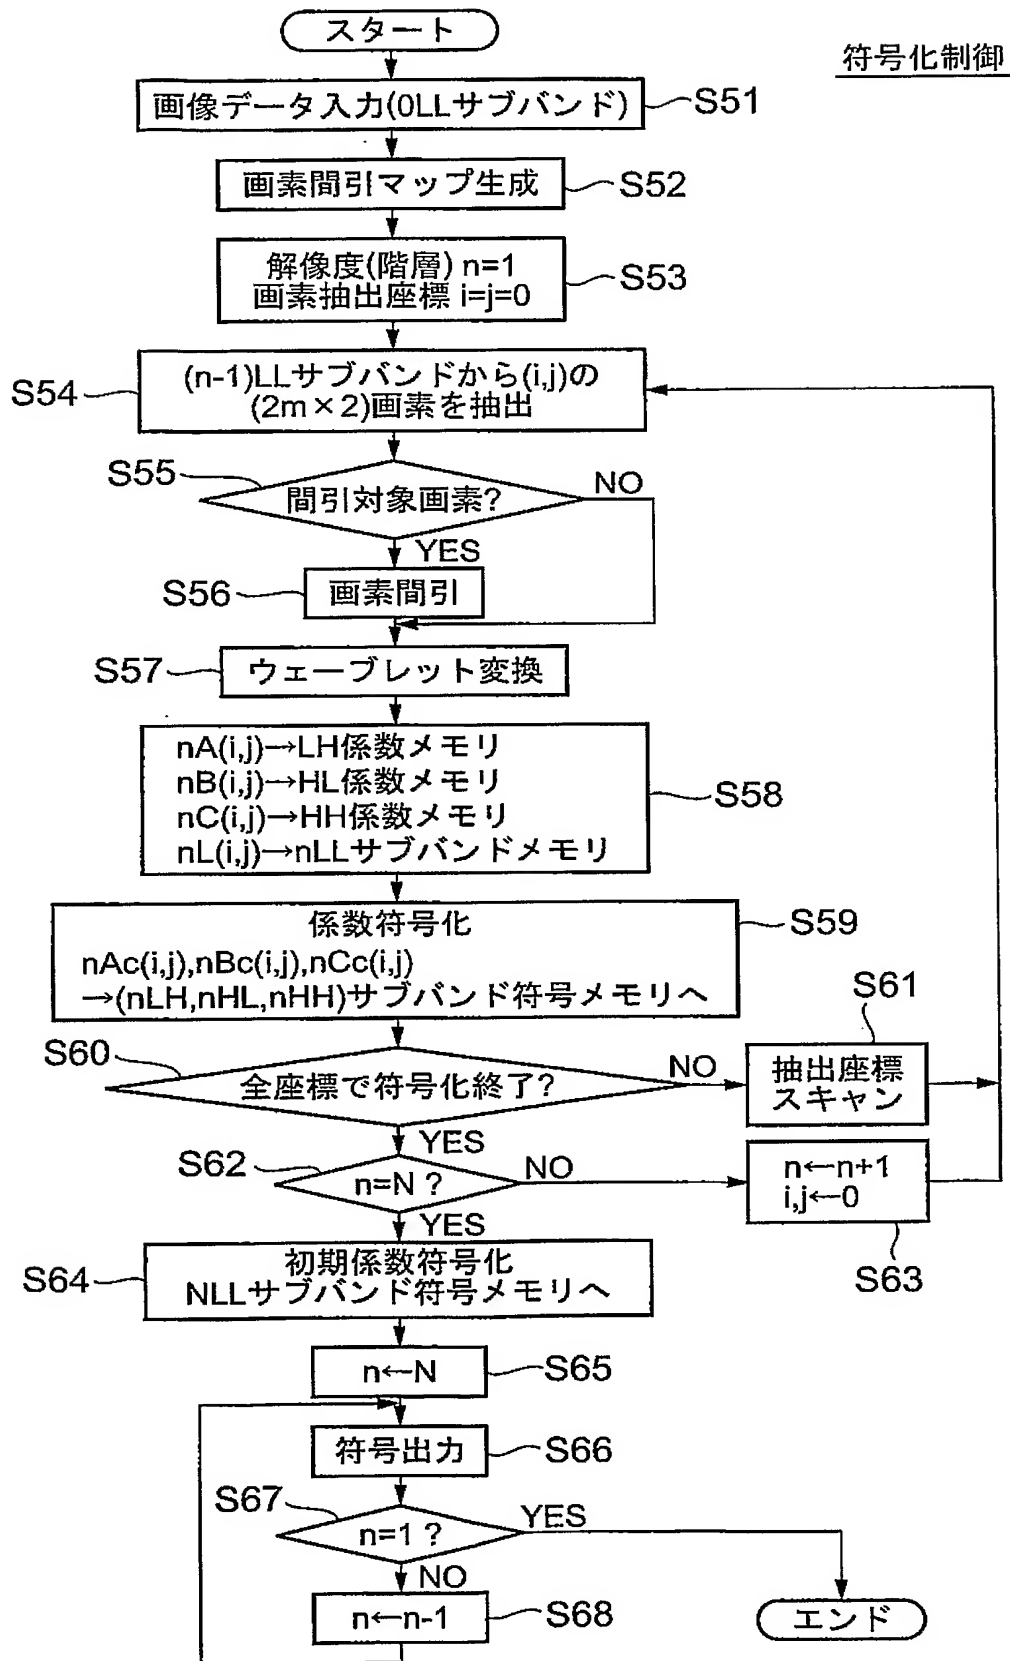 スタート
符号化制御
画像データ入力(0LLサブバンド)
S51
画素間引マップ生成
S52
解像度(階層) n=1
画素抽出座標 i=j=0
S53
(n-1)LLサブバンドから(i,j)の
(2m×2)画素を抽出
S54
S55
間引対象画素?
NO
YES
S56
画素間引
S57
ウェーブレット変換
nA(i,j)→LH係数メモリ
nB(i,j)→HL係数メモリ
nC(i,j)→HH係数メモリ
nL(i,j)→nLLサブバンドメモリ
S58
係数符号化
nAc(i,j),nBc(i,j),nCc(i,j)
→(nLH,nHL,nHH)サブバンド符号メモリへ
S59
S60
全座標で符号化終了?
NO
S61
抽出座標
スキャン
YES
S62
n=N ?
NO
n←n+1
i,j←0
S63
YES
S64
初期係数符号化
NLLサブバンド符号メモリへ
n←N
S65
符号出力
S66
S67
n=1 ?
YES
NO
n←n-1
S68
エンド